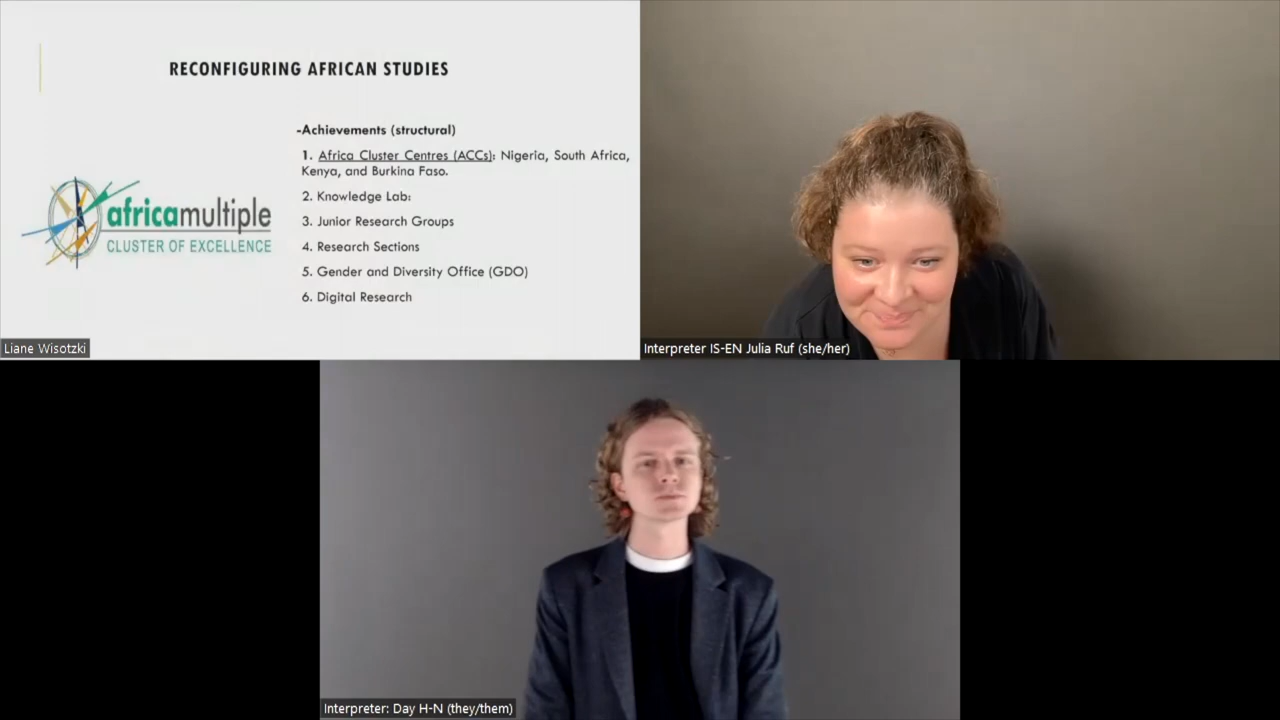 RECONFIGURING AFRICAN STUDIES
-Achievements (structural)
1. Africa Cluster Centres (ACCs): Nigeria, South Africa,
Kenya, and Burkina Faso.
2. Knowledge Lab:
3. Junior Research Groups
4. Research Sections
5. Gender and Diversity Office (GDO)
6. Digital Research
africamultiple
CLUSTER OF EXCELLENCE
Liane Wisotzki
Interpreter IS-EN Julia Ruf (she/her)
Interpreter: Day H-N (they/them)